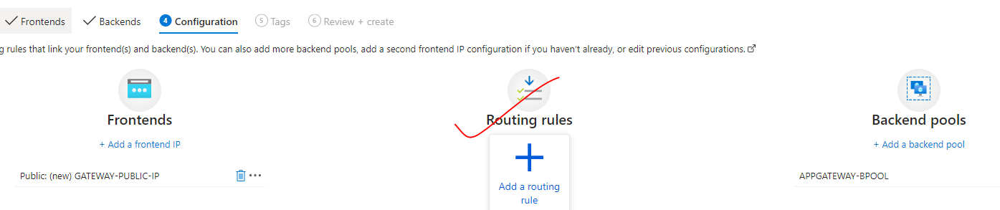 Frontends
Backends
4 Configuration
5 Tags
6 Review + create
g rules that link your frontend(s) and backend(s). You can also add more backend pools, add a second frontend IP configuration if you haven't already, or edit previous configurations.
Frontends
+ Add a frontend IP
Public: (new) GATEWAY-PUBLIC-IP
Routing rules
Add a routing
rule
Backend pools
+ Add a backend pool
APPGATEWAY-BPOOL